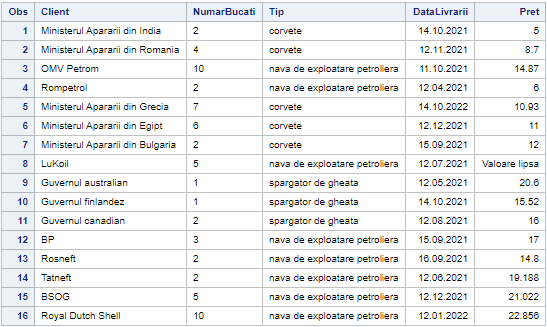 Obs Client NumarBucati Tip DataLivrarii Pret
1 Ministerul Apararii din India 2 corvete 14.10.2021 5
2 Ministerul Apararii din Romania 4 corvete 12.11.2021 8.7
3 OMV Petrom 10 nava de exploatare petroliera 11.10.2021 14.87
4 Rompetrol 2 nava de exploatare petroliera 12.04.2021 6
5 Ministerul Apararii din Grecia 7 corvete 14.10.2022 10.93
6 Ministerul Apararii din Egipt 6 corvete 12.12.2021 11
7 Ministerul Apararii din Bulgaria 2 corvete 15.09.2021 12
8 LuKoil 5 nava de exploatare petroliera 12.07.2021 Valoare lipsa
9 Guvernul australian 1 spargator de gheata 12.05.2021 20.6
10 Guvernul finlandez 1 spargator de gheata 14.10.2021 15.52
11 Guvernul canadian 2 spargator de gheata 12.08.2021 16
12 BP 3 nava de exploatare petroliera 15.09.2021 17
13 Rosneft 2 nava de exploatare petroliera 16.09.2021 14.8
14 Tatneft 2 nava de exploatare petroliera 12.06.2021 19.188
15 BSOG 5 nava de exploatare petroliera 12.12.2021 21.022
16 Royal Dutch Shell 10 nava de exploatare petroliera 12.01.2022 22.856